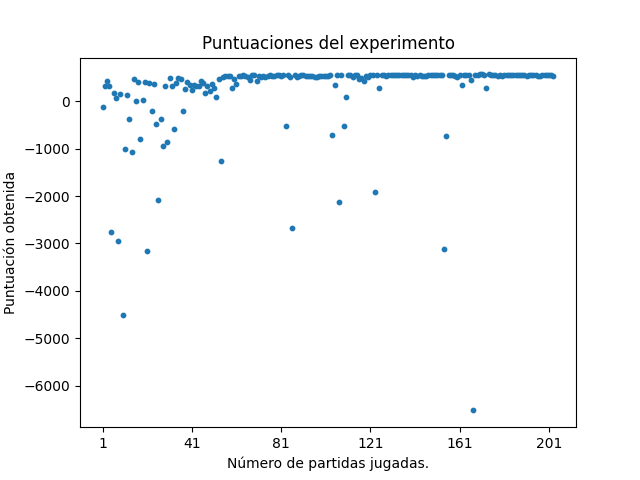 Puntuaciones del experimento
Puntuación obtenida
0
−1000
−2000
−3000
−4000
−5000
−6000
1 41 81 121 161 201
Número de partidas jugadas.